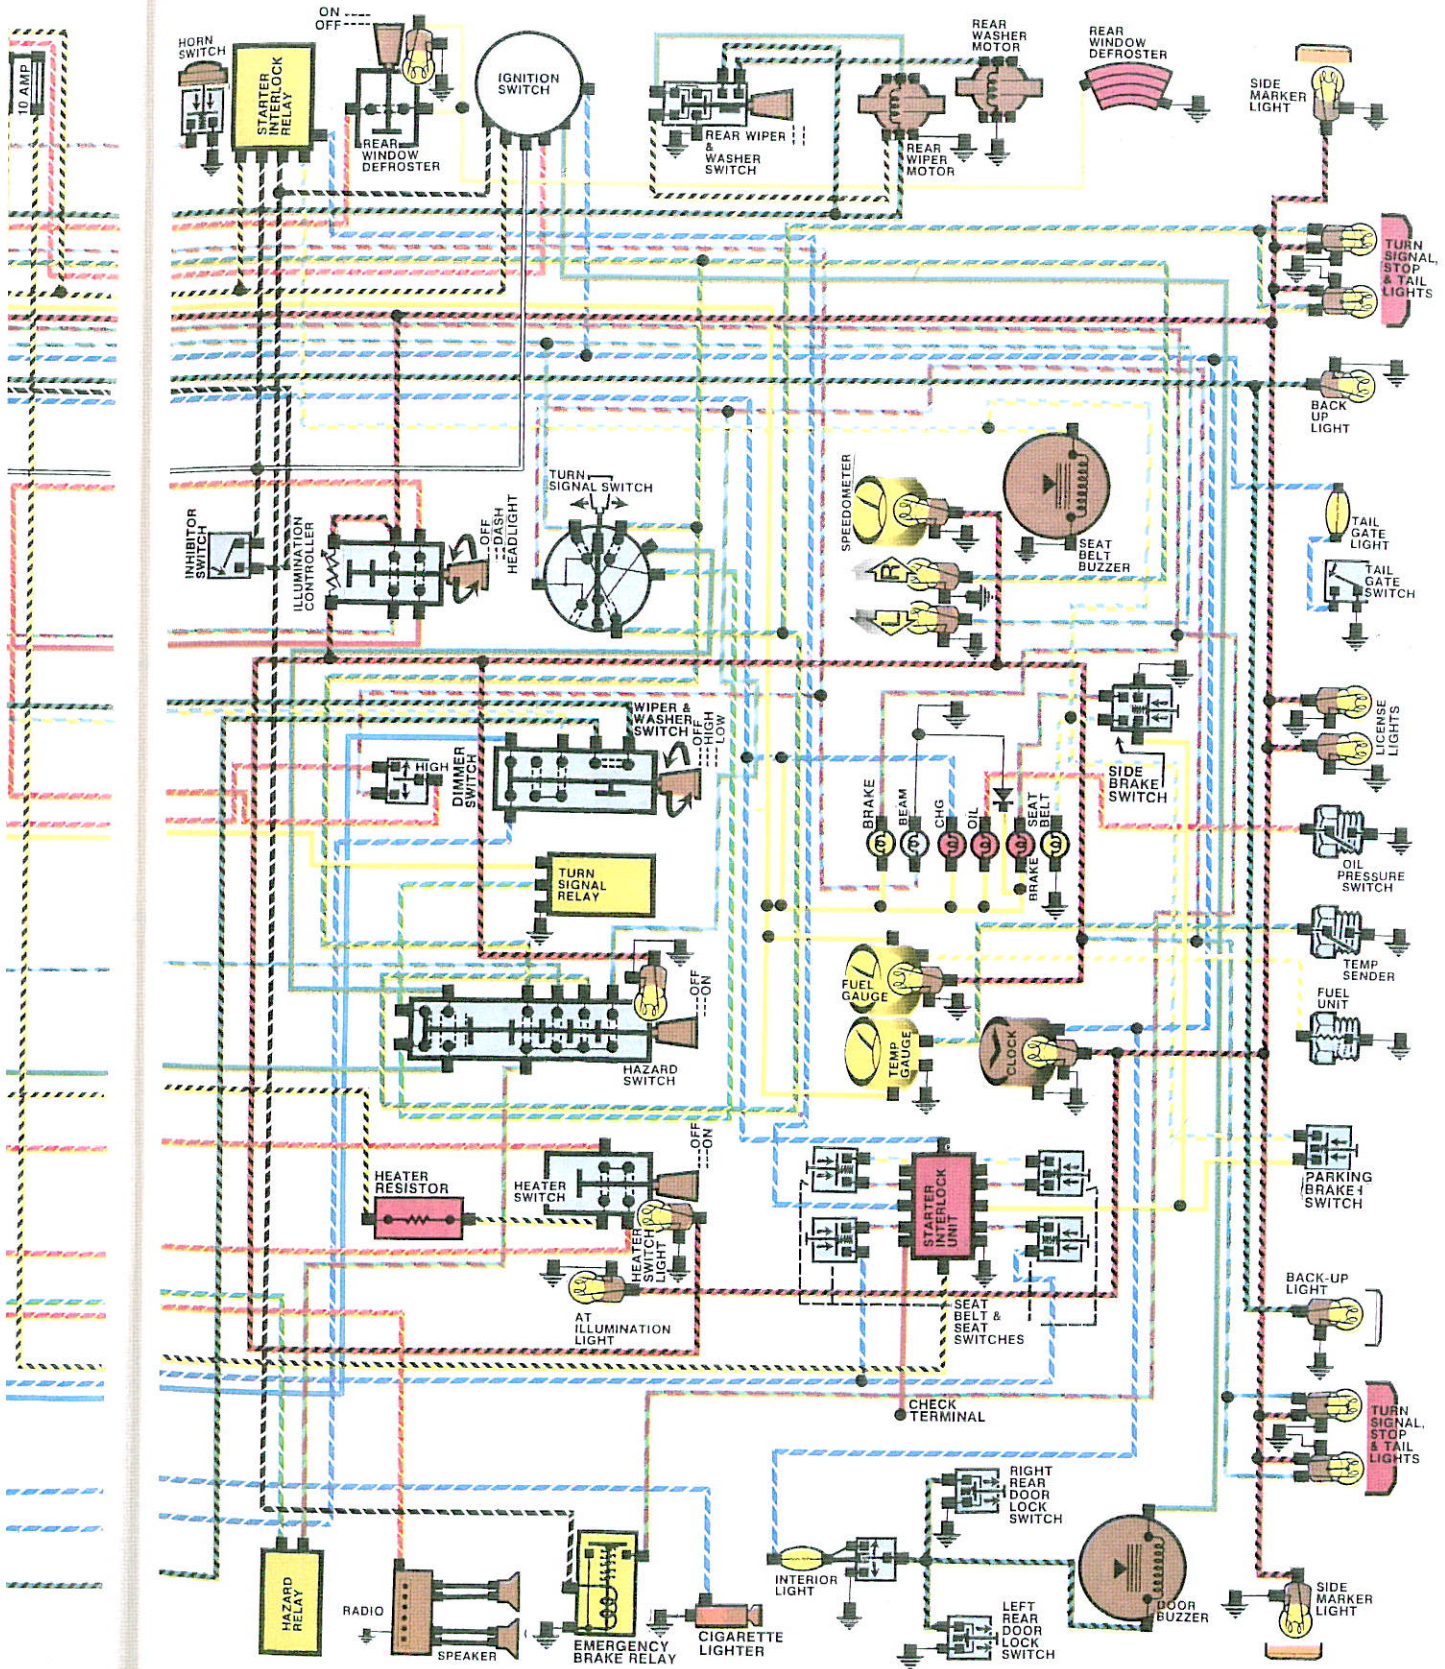 ON
OFF
10 AMP
HORN
SWITCH
STARTER
INTERLOCK
RELAY
REAR
WINDOW
DEFROSTER
IGNITION
SWITCH
REAR WIPER
&
WASHER
SWITCH
REAR
WASHER
MOTOR
REAR
WIPER
MOTOR
REAR
WINDOW
DEFROSTER
SIDE
MARKER
LIGHT
TURN
SIGNAL,
STOP
& TAIL
LIGHTS
BACK
UP
LIGHT
INHIBITOR
SWITCH
ILLUMINATION
CONTROLLER
OFF
DASH
HEADLIGHT
TURN
SIGNAL SWITCH
SPEEDOMETER
R
L
SEAT
BELT
BUZZER
TAIL
GATE
LIGHT
TAIL
GATE
SWITCH
WIPER &
WASHER
SWITCH
OFF
HIGH
LOW
HIGH
DIMMER
SWITCH
LICENSE
LIGHTS
SIDE
BRAKE
SWITCH
BRAKE
BEAM
CHG
OIL
SEAT
BELT
BRAKE
OIL
PRESSURE
SWITCH
TURN
SIGNAL
RELAY
TEMP
SENDER
FUEL
GAUGE
FUEL
UNIT
OFF
ON
HAZARD
SWITCH
TEMP
GAUGE
CLOCK
HEATER
RESISTOR
HEATER
SWITCH
OFF
ON
HEATER
SWITCH
LIGHT
STARTER
INTERLOCK
UNIT
PARKING
BRAKE
SWITCH
AT
ILLUMINATION
LIGHT
SEAT
BELT &
SEAT
SWITCHES
BACK-UP
LIGHT
CHECK
TERMINAL
TURN
SIGNAL,
STOP
& TAIL
LIGHTS
RIGHT
REAR
DOOR
LOCK
SWITCH
HAZARD
RELAY
RADIO
SPEAKER
EMERGENCY
BRAKE RELAY
CIGARETTE
LIGHTER
INTERIOR
LIGHT
LEFT
REAR
DOOR
LOCK
SWITCH
DOOR
BUZZER
SIDE
MARKER
LIGHT